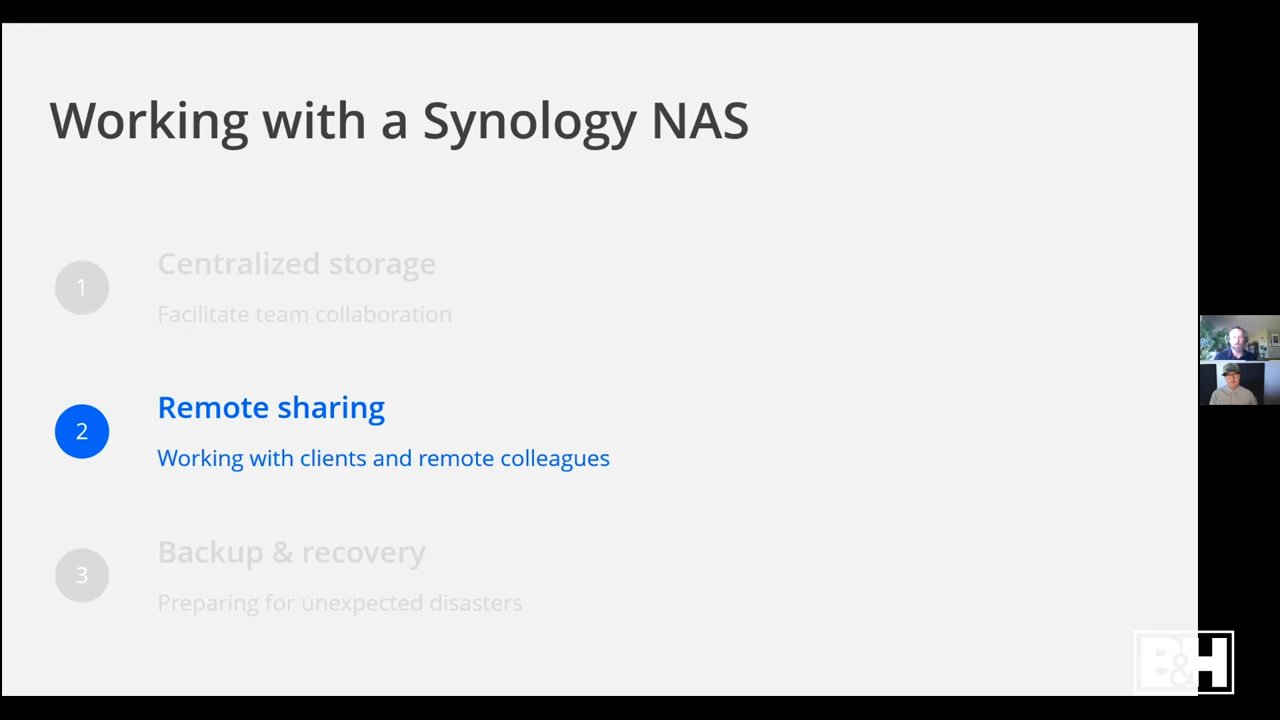 Working with a Synology NAS
1
Centralized storage
Facilitate team collaboration
2
Remote sharing
Working with clients and remote colleagues
3
Backup & recovery
Preparing for unexpected disasters
B&H